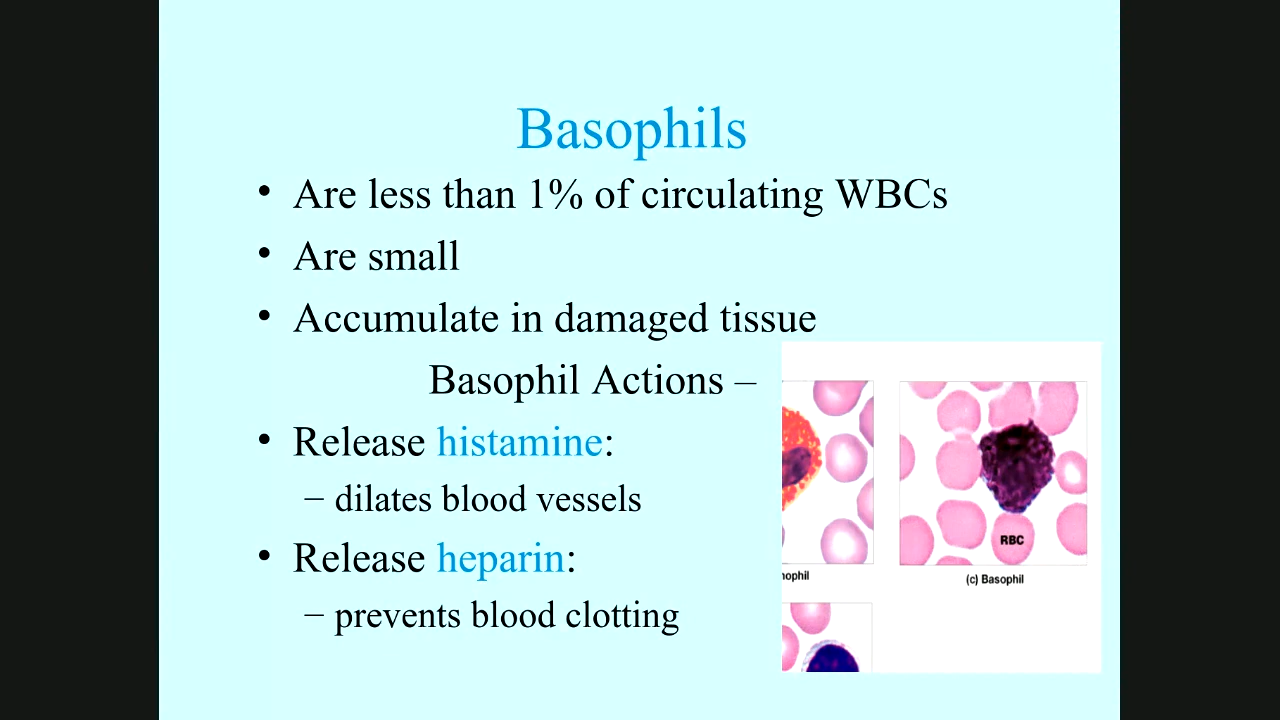 Basophils
• Are less than 1% of circulating WBCs
• Are small
• Accumulate in damaged tissue
Basophil Actions –
• Release histamine:
– dilates blood vessels
• Release heparin:
– prevents blood clotting
RBC
nophil
(c) Basophil